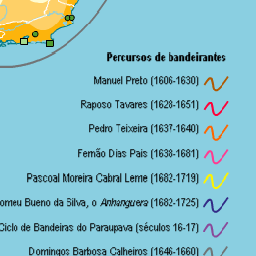 Percursos de bandeirantes
Manuel Preto (1606-1630)
Raposo Tavares (1628-1651)
Pedro Teixeira (1637-1640)
Fernão Dias Pais (1638-1681)
Pascoal Moreira Cabral Leme (1682-1719)
omeu Bueno da Silva, o Anhanguera (1682-1725)
Ciclo de Bandeiras do Paraupava (séculos 16-17)
Domingos Barbosa Calheiros (1646-1660)